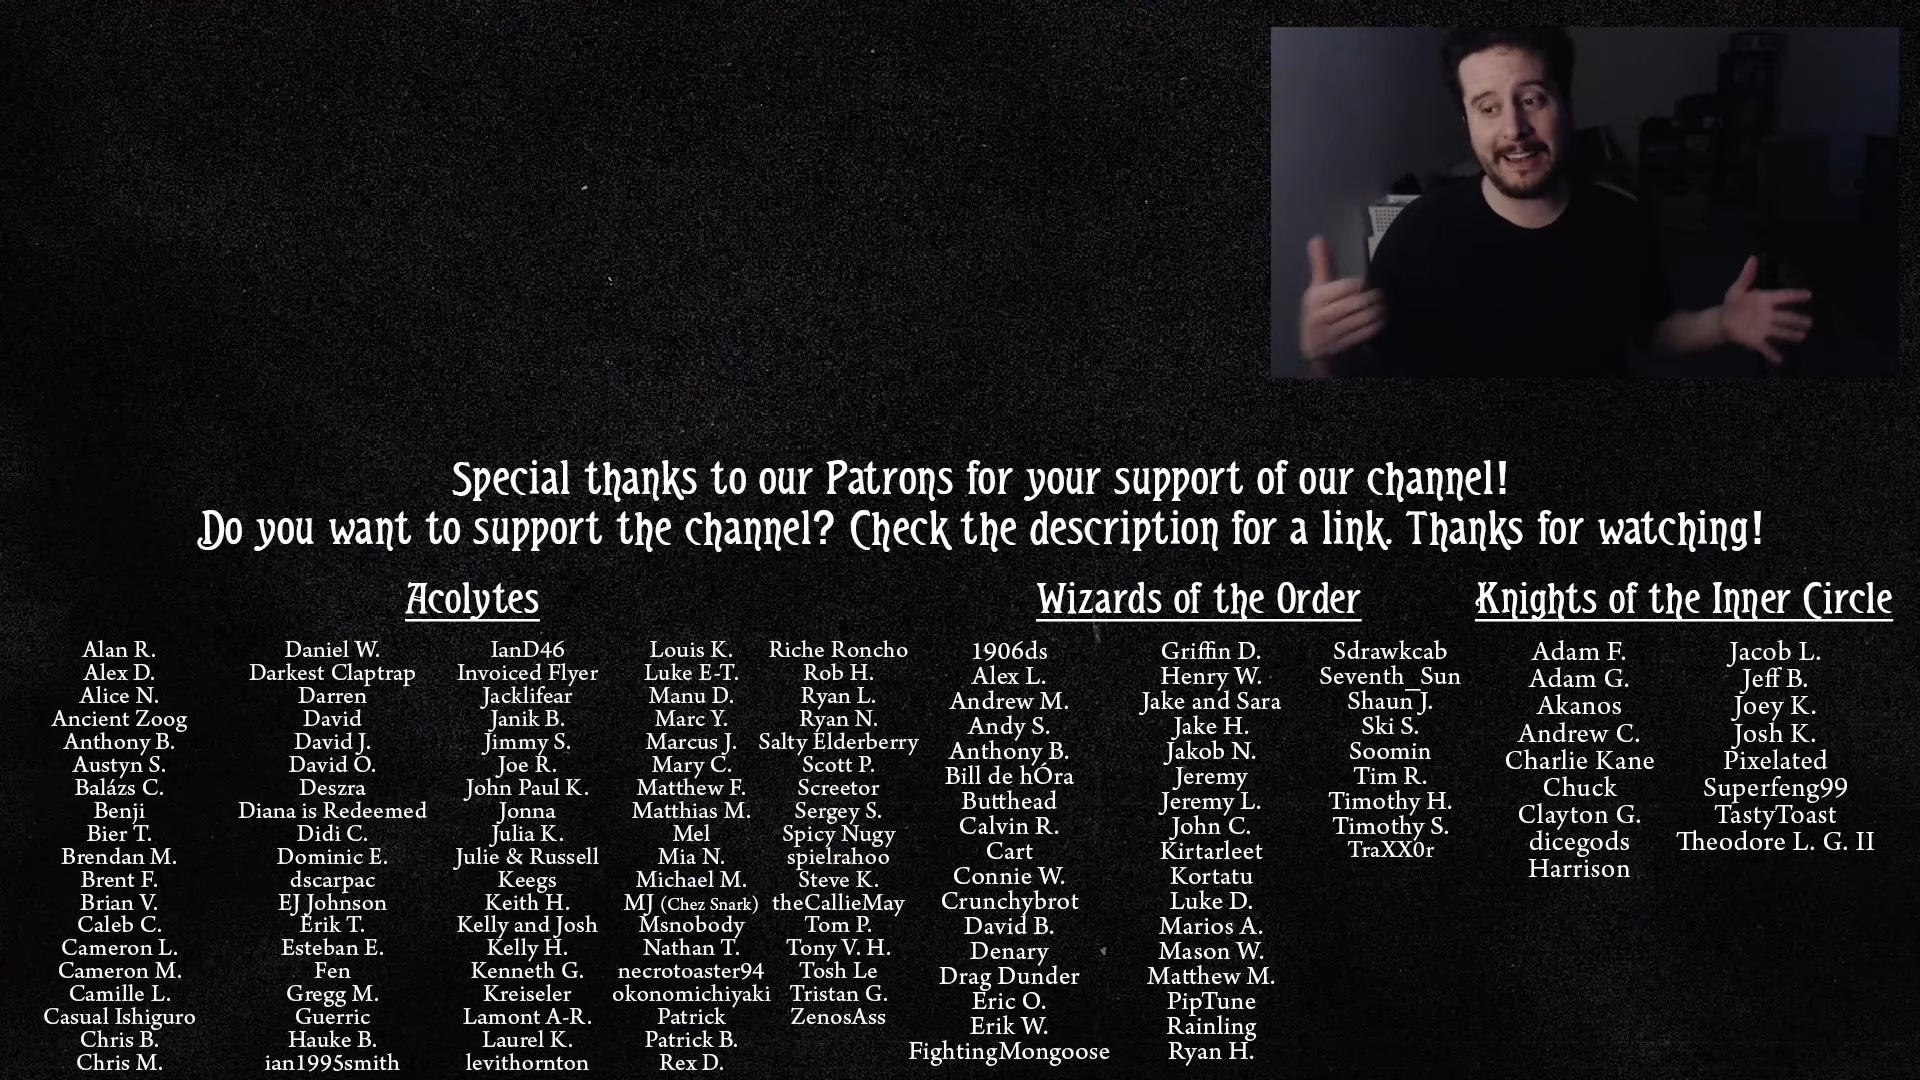 Special thanks to our Patrons for your support of our channel!
Do you want to support the channel? Check the description for a link. Thanks for watching!
Acolytes
Alan R.
Alex D.
Alice N.
Ancient Zoog
Anthony B.
Austyn S.
Balázs C.
Benji
Bier T.
Brendan M.
Brent F.
Brian V.
Caleb C.
Cameron L.
Cameron M.
Camille L.
Casual Ishiguro
Chris B.
Chris M.
Daniel W.
Darkest Claptrap
Darren
David
David J.
David O.
Deszra
Diana is Redeemed
Didi C.
Dominic E.
dscarpac
EJ Johnson
Erik T.
Esteban E.
Fen
Gregg M.
Guerric
Hauke B.
ian1995smith
IanD46
Invoiced Flyer
Jacklifear
Janik B.
Jimmy S.
Joe R.
John Paul K.
Jonna
Julia K.
Julie & Russell
Keegs
Keith H.
Kelly and Josh
Kelly H.
Kenneth G.
Kreiseler
Lamont A-R.
Laurel K.
levithornton
Louis K.
Luke E-T.
Manu D.
Marc Y.
Marcus J.
Mary C.
Matthew F.
Matthias M.
Mel
Mia N.
Michael M.
MJ (Chez Snark)
Msnobody
Nathan T.
necrotoaster94
okonomichiyaki
Patrick
Patrick B.
Rex D.
Riche Roncho
Rob H.
Ryan L.
Ryan N.
Salty Elderberry
Scott P.
Screetor
Sergey S.
Spicy Nugy
spielrahoo
Steve K.
theCallieMay
Tom P.
Tony V. H.
Tosh Le
Tristan G.
ZenosAss
Wizards of the Order
1906ds
Alex L.
Andrew M.
Andy S.
Anthony B.
Bill de hÓra
Butthead
Calvin R.
Cart
Connie W.
Crunchybrot
David B.
Denary
Drag Dunder
Eric O.
Erik W.
FightingMongoose
Griffin D.
Henry W.
Jake and Sara
Jake H.
Jakob N.
Jeremy
Jeremy L.
John C.
Kirtarleet
Kortatu
Luke D.
Marios A.
Mason W.
Matthew M.
PipTune
Rainling
Ryan H.
Sdrawkcab
Seventh_Sun
Shaun J.
Ski S.
Soomin
Tim R.
Timothy H.
Timothy S.
TraXX0r
Knights of the Inner Circle
Adam F.
Adam G.
Akanos
Andrew C.
Charlie Kane
Chuck
Clayton G.
dicegods
Harrison
Jacob L.
Jeff B.
Joey K.
Josh K.
Pixelated
Superfeng99
TastyToast
Theodore L. G. II